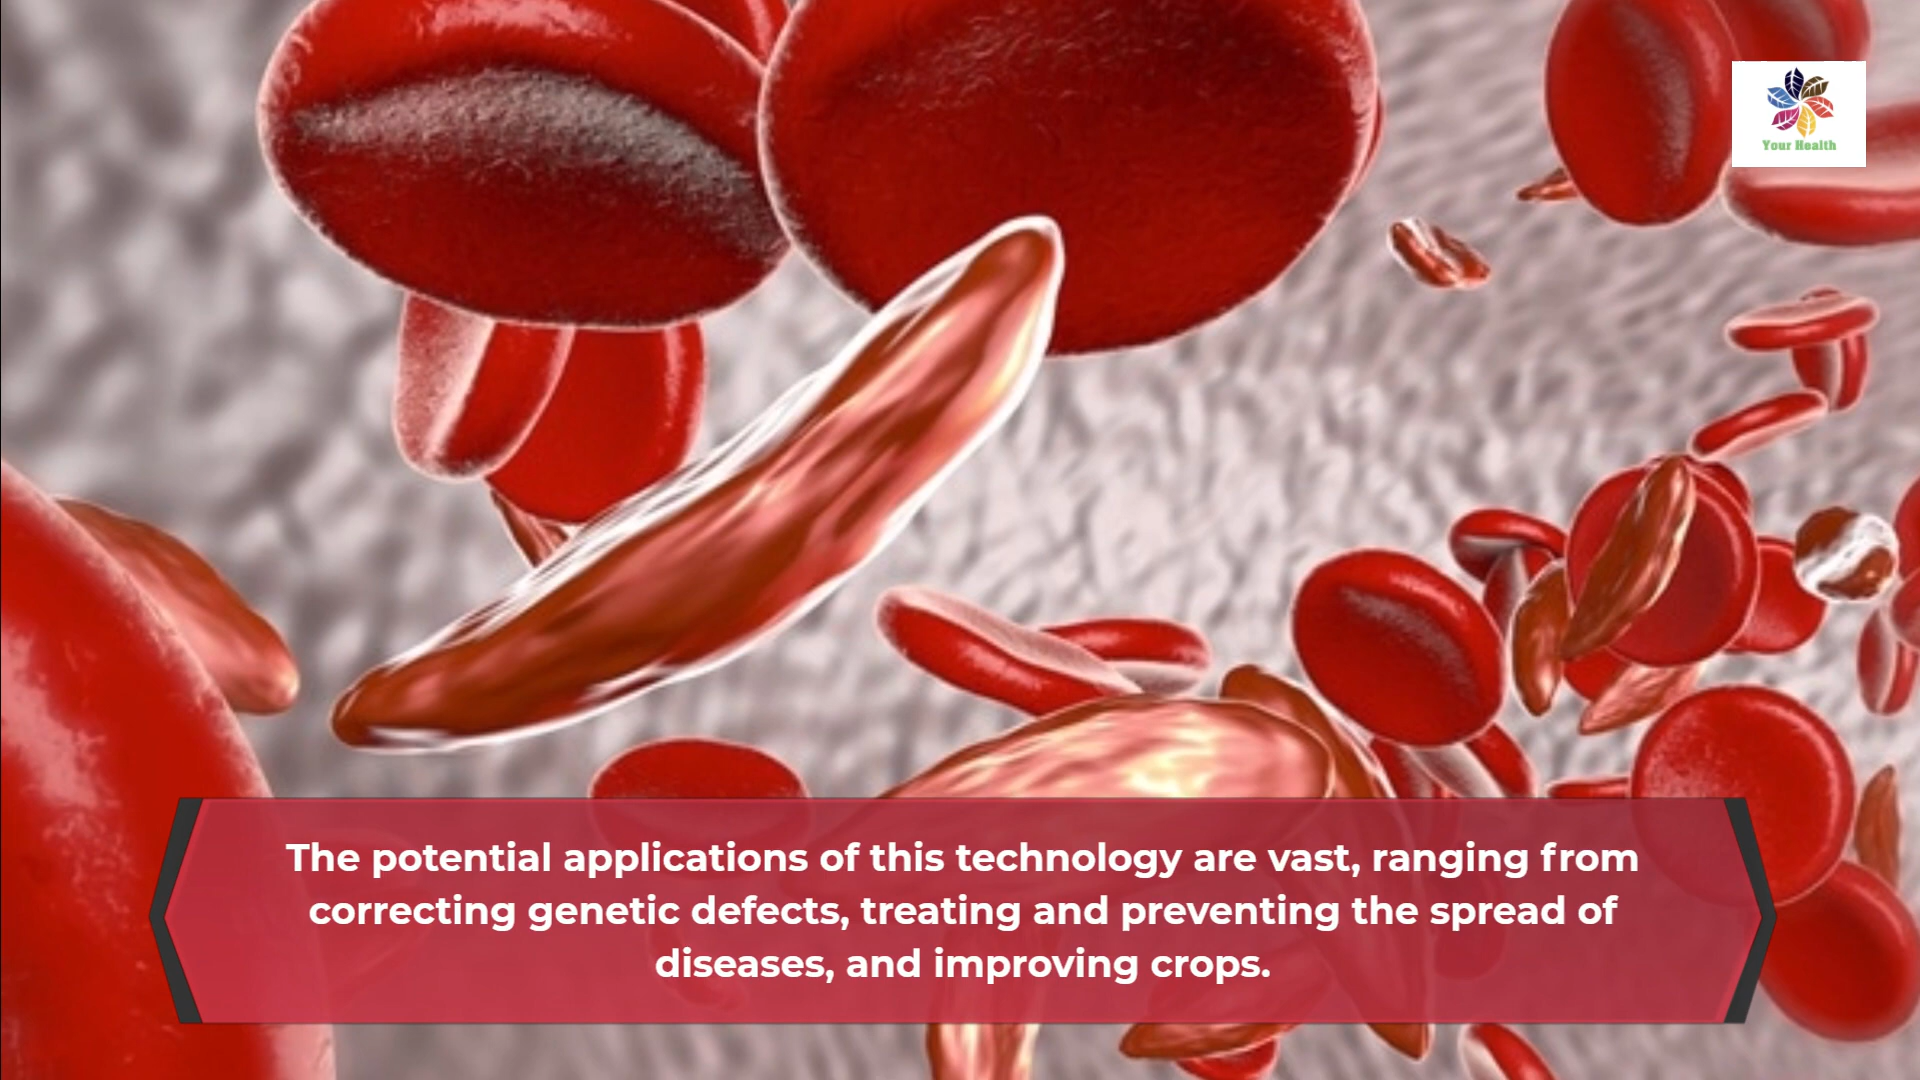 Your Health
The potential applications of this technology are vast, ranging from
correcting genetic defects, treating and preventing the spread of
diseases, and improving crops.